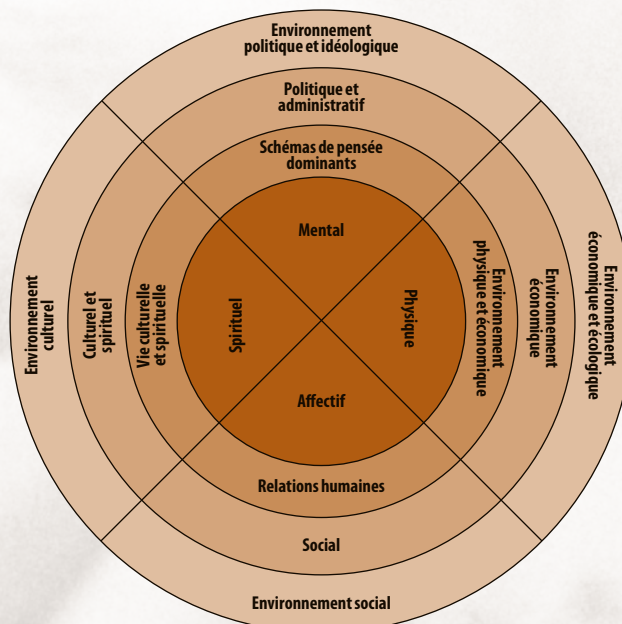 Environnement
politique et idéologique
Politique et
administratif
Schémas de pensée
dominants
Mental
Environnement
culturel
Culturel et
spirituel
Vie culturelle
et spirituelle
Spirituel
Physique
Environnement
physique et économique
Environnement
économique
Environnement
économique et écologique
Affectif
Relations humaines
Social
Environnement social